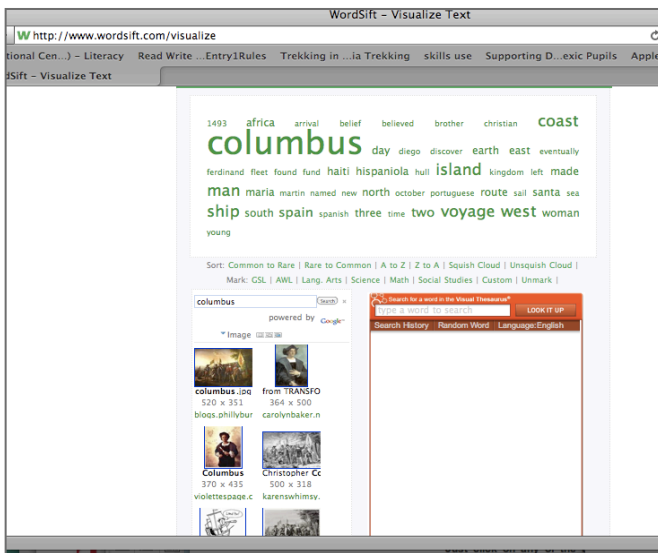 WordSift – Visualize Text
W http://www.wordsift.com/visualize
tional Cen...) – Literacy Read Write ...Entry1Rules Trekking in ...ia Trekking skills use Supporting D...exic Pupils Apple
dSift – Visualize Text
1493 africa arrival belief believed brother christian coast
columbus day diego discover earth east eventually
ferdinand fleet found fund haiti hispaniola hull island kingdom left made
man maria martin named new north october portuguese route sail santa sea
ship south spain spanish three time two voyage west woman
young
Sort: Common to Rare | Rare to Common | A to Z | Z to A | Squish Cloud | Unsquish Cloud |
Mark: GSL | AWL | Lang. Arts | Science | Math | Social Studies | Custom | Unmark |
columbus Search ×
powered by Google™
Image
columbus.jpg
520 x 351
blogs.phillybur
from TRANSFO
364 x 500
carolynbaker.n
Columbus
370 x 435
violettespage.c
Christopher Co
500 x 318
karenswhimsy.
Search for a word in the Visual Thesaurus®
type a word to search LOOK IT UP
Search History Random Word Language:English